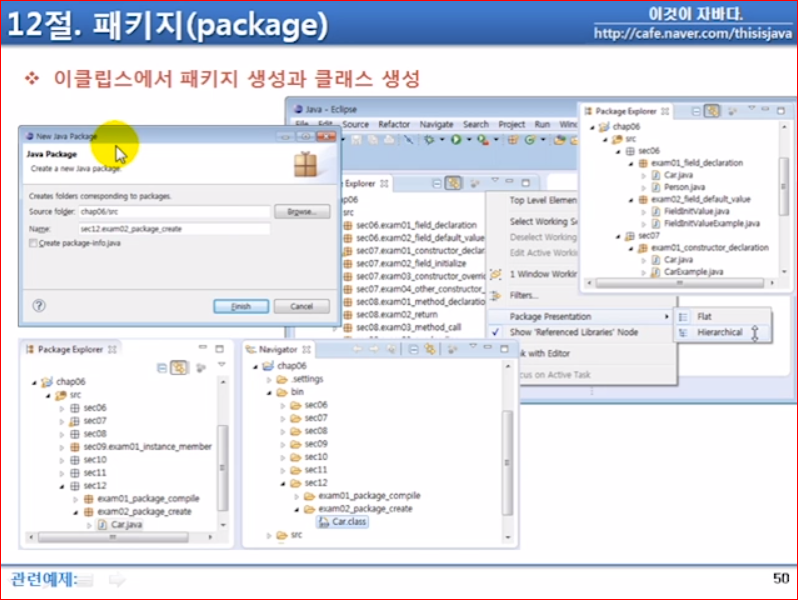 12절. 패키지(package)
이것이 자바다.
http://cafe.naver.com/thisisjava
❖ 이클립스에서 패키지 생성과 클래스 생성
New Java Package
Java Package
Create a new Java package.
Creates folders corresponding to packages.
Source folder: chap06/src
Browse...
Name: sec12.exam02_package_create
Create package-info.java
Finish
Cancel
Java - Eclipse
File Edit Source Refactor Navigate Search Project Run
Explorer
sec06.exam01_field_declaration
sec06.exam02_field_default_value
sec07.exam01_constructor_declar
sec07.exam02_field_initialize
sec07.exam03_constructor_overric
sec07.exam04_other_constructor_
sec08.exam01_method_declaration
sec08.exam02_return
sec08.exam03_method_call
Top Level Elemen
Select Working Se
Deselect Working
Edit Active Workin
1 Window Workin
Filters...
Package Presentation
Show 'Referenced Libraries' Node
k with Editor
cus on Active Task
Flat
Hierarchical
Package Explorer
chap06
src
sec06
exam01_field_declaration
Car.java
Person.java
exam02_field_default_value
FieldInitValue.java
FieldInitValueExample.java
sec07
exam01_constructor_declaration
Car.java
CarExample.java
Package Explorer
chap06
src
sec06
sec07
sec08
sec09.exam01_instance_member
sec10
sec11
sec12
exam01_package_compile
exam02_package_create
Car.java
Navigator
chap06
.settings
bin
sec06
sec07
sec08
sec09
sec10
sec11
sec12
exam01_package_compile
exam02_package_create
Car.class
src
관련예제:
50